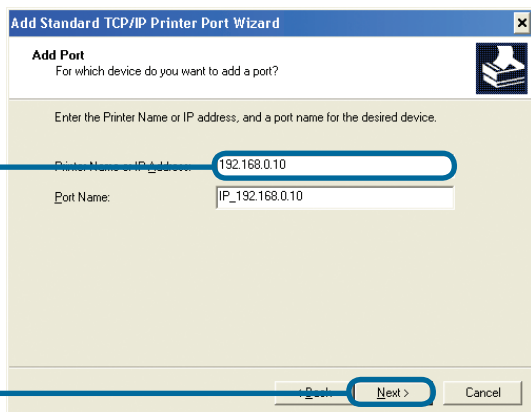 Add Standard TCP/IP Printer Port Wizard
Add Port
For which device do you want to add a port?
Enter the Printer Name or IP address, and a port name for the desired device.
Printer Name or IP Address: 192.168.0.10
Port Name: IP_192.168.0.10
< Back Next > Cancel